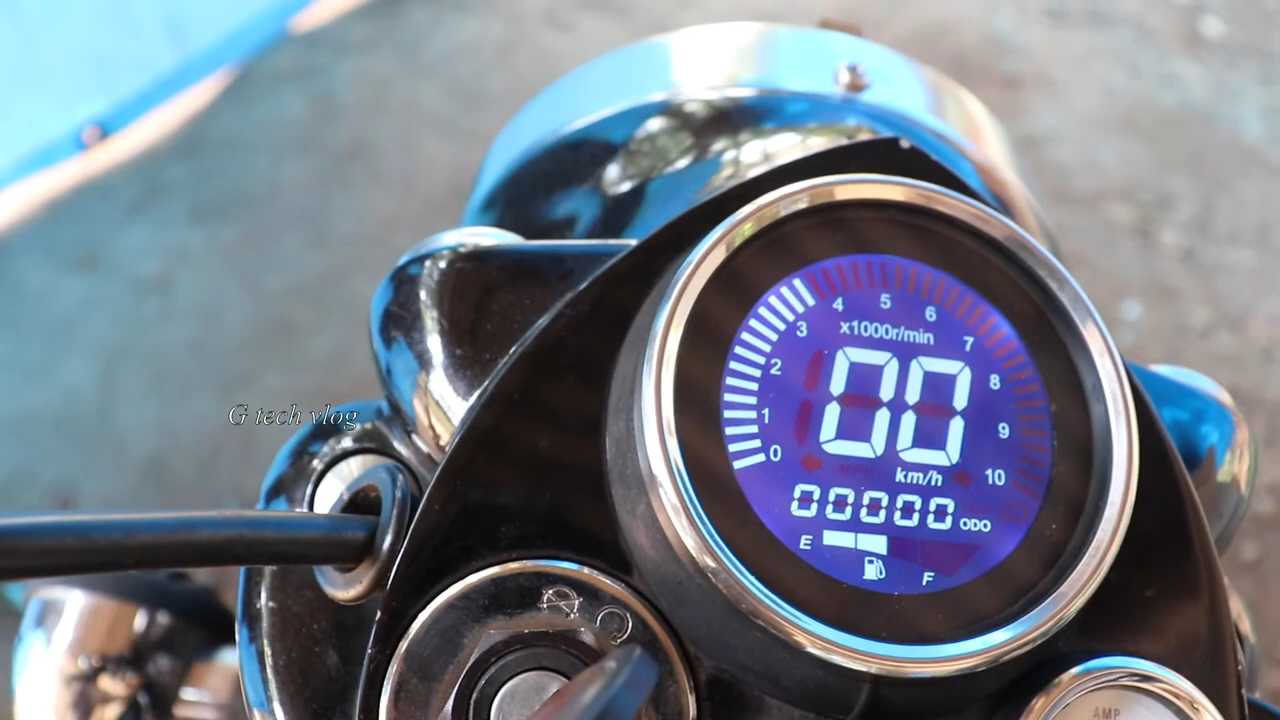 4 5 6
3 x1000r/min 7
2 8
00
1 9
G tech vlog
0 km/h 10
00000 ODO
E F
AMP